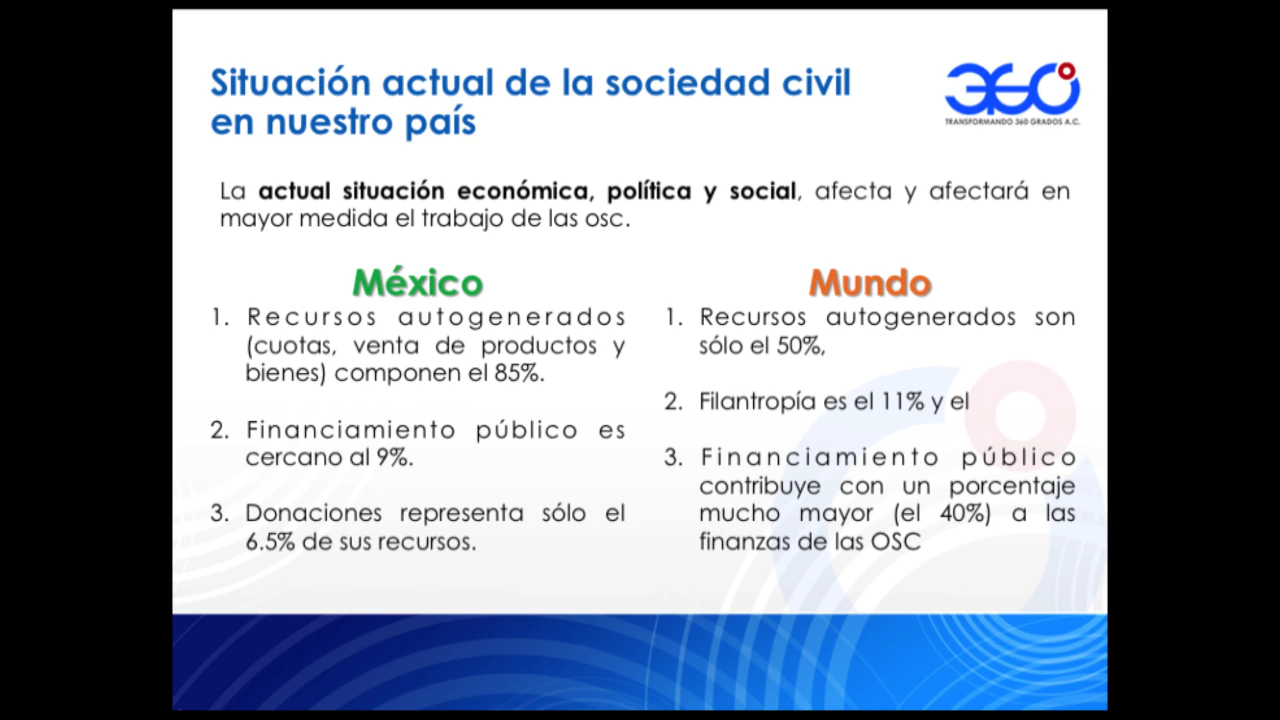 Situación actual de la sociedad civil
en nuestro país
360
TRANSFORMANDO 360 GRADOS A.C.
La actual situación económica, política y social, afecta y afectará en
mayor medida el trabajo de las osc.
México
1. Recursos autogenerados
(cuotas, venta de productos y
bienes) componen el 85%.
2. Financiamiento público es
cercano al 9%.
3. Donaciones representa sólo el
6.5% de sus recursos.
Mundo
1. Recursos autogenerados son
sólo el 50%,
2. Filantropía es el 11% y el
3. Financiamiento público
contribuye con un porcentaje
mucho mayor (el 40%) a las
finanzas de las OSC